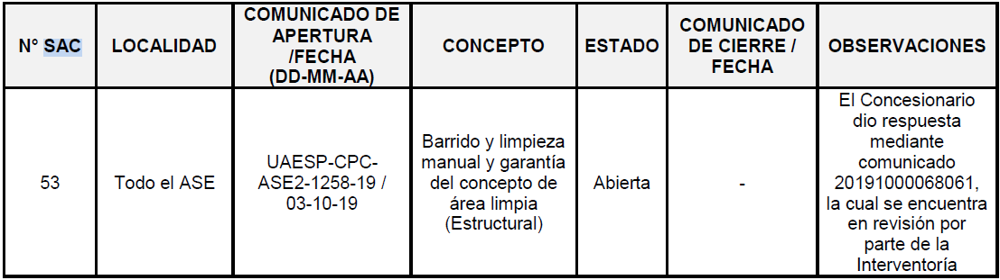 N° SAC
LOCALIDAD
COMUNICADO DE
APERTURA
/FECHA
(DD-MM-AA)
CONCEPTO
ESTADO
COMUNICADO
DE CIERRE /
FECHA
OBSERVACIONES
53
Todo el ASE
UAESP-CPC-
ASE2-1258-19 /
03-10-19
Barrido y limpieza
manual y garantía
del concepto de
área limpia
(Estructural)
Abierta
-
El Concesionario
dio respuesta
mediante
comunicado
20191000068061,
la cual se encuentra
en revisión por
parte de la
Interventoría